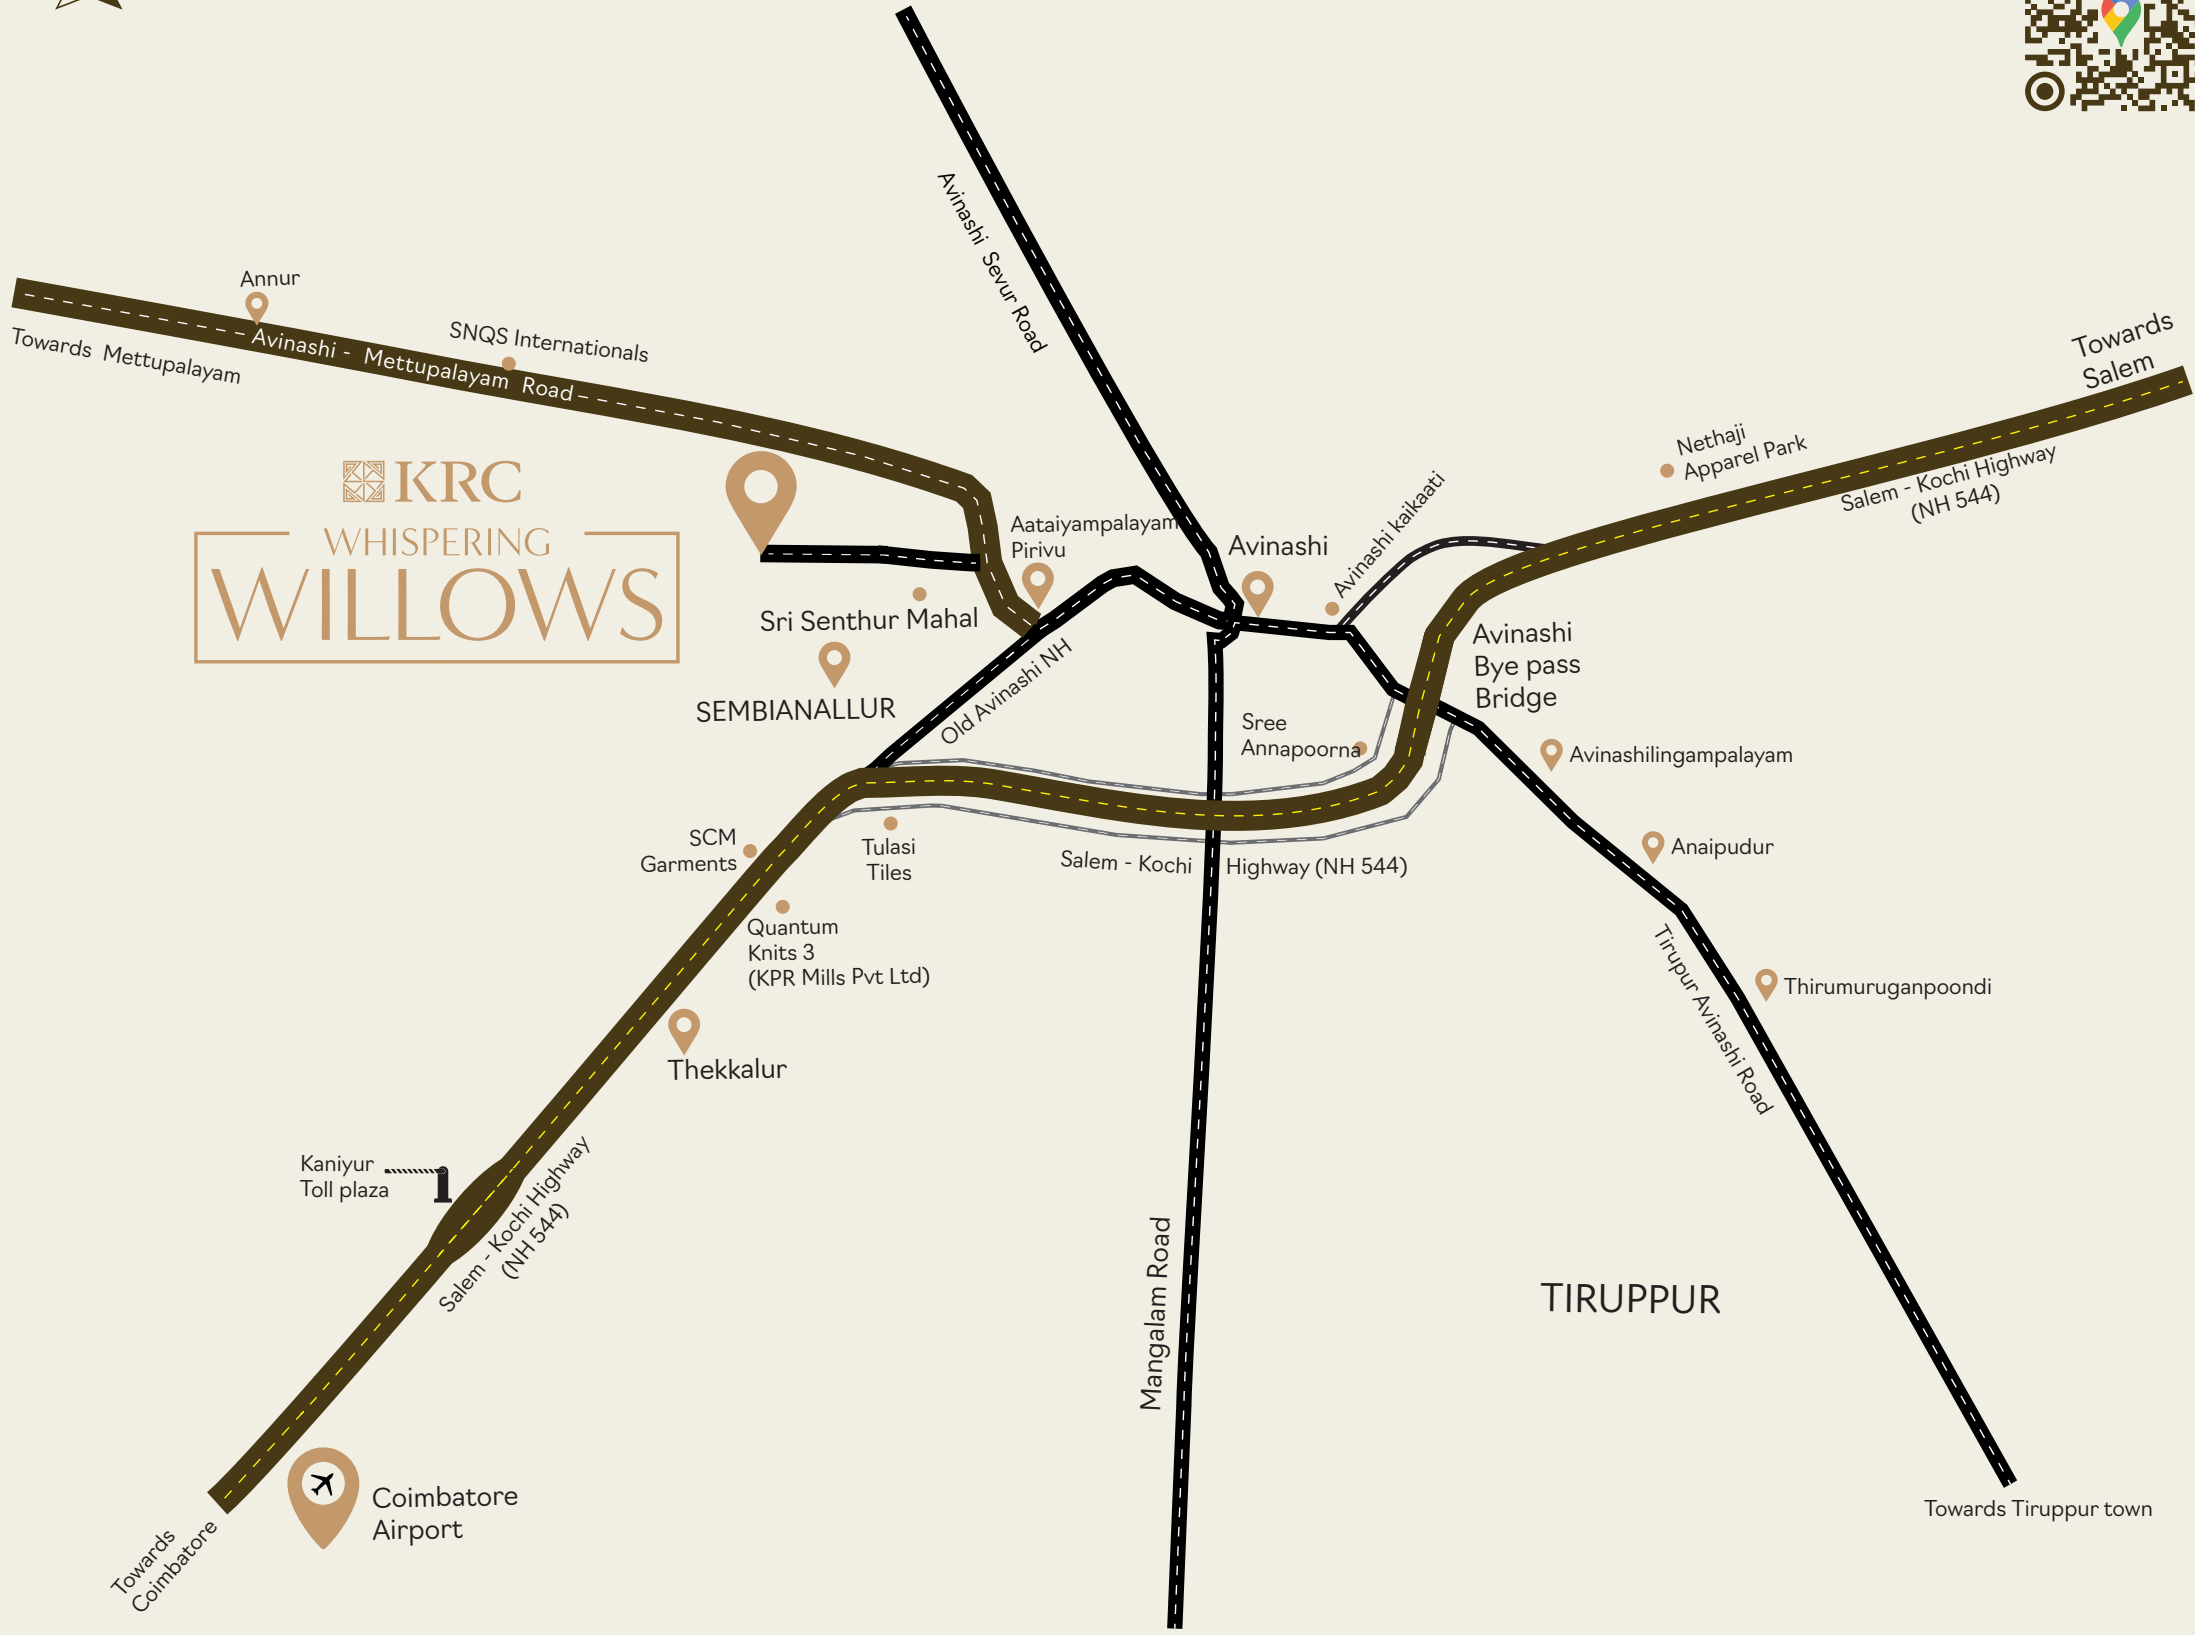 Avinashi Sevur Road
Annur
Towards Mettupalayam
Avinashi - Mettupalayam Road
SNQS Internationals
Towards
Salem
Nethaji
Apparel Park
Salem - Kochi Highway
(NH 544)
KRC
WHISPERING
WILLOWS
Aataiyampalayam
Pirivu
Avinashi
Avinashi kaikaati
Sri Senthur Mahal
SEMBIANALLUR
Old Avinashi NH
Avinashi
Bye pass
Bridge
Sree
Annapoorna
Avinashilingampalayam
SCM
Garments
Tulasi
Tiles
Salem - Kochi Highway (NH 544)
Anaipudur
Quantum
Knits 3
(KPR Mills Pvt Ltd)
Thirumuruganpoondi
Tirupur Avinashi Road
Thekkalur
Kaniyur
Toll plaza
Salem - Kochi Highway
(NH 544)
Mangalam Road
TIRUPPUR
Coimbatore
Airport
Towards
Coimbatore
Towards Tiruppur town